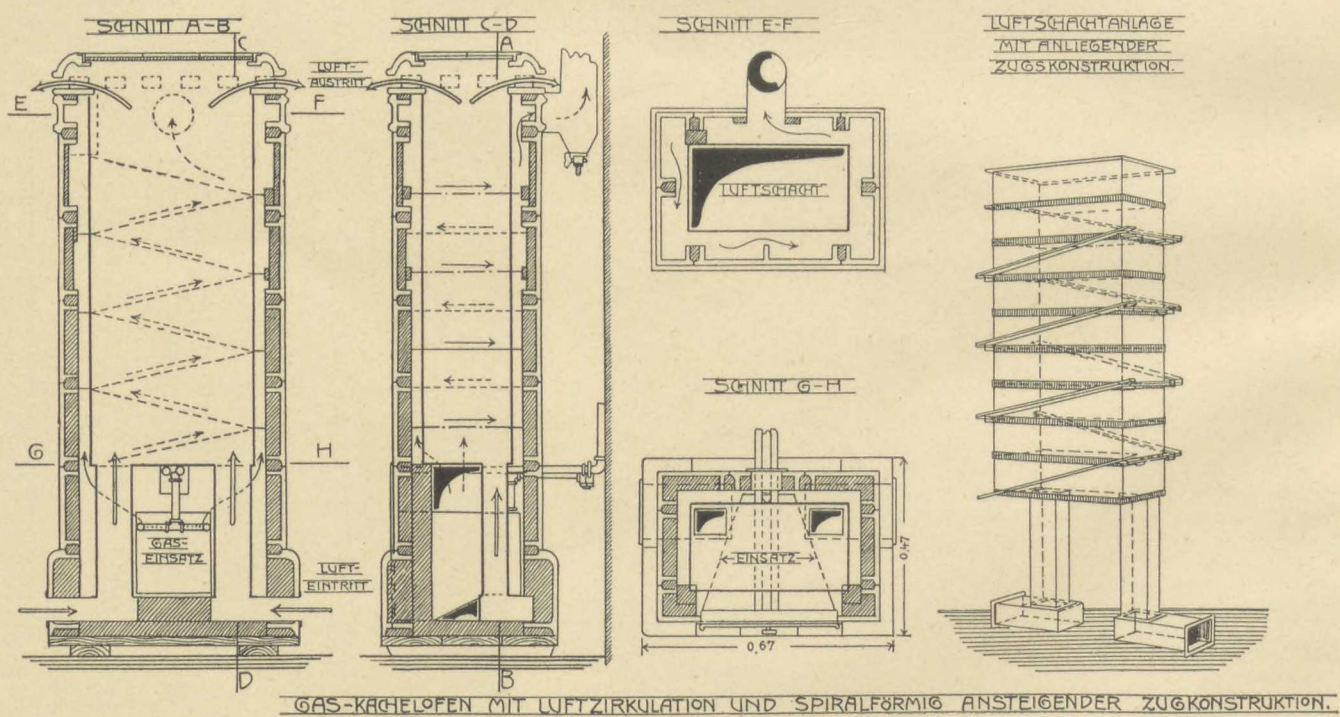 SCHNITT A-B
SCHNITT C-D
SCHNITT E-F
LUFTSCHACHTANLAGE
MIT ANLIEGENDER
ZUGSKONSTRUKTION.
C
A
LUFT-
AUSTRITT
E
F
LUFTSCHACHT
SCHNITT G-H
G
H
GAS-
EINSATZ
LUFT-
EINTRITT
EINSATZ
0,47
0,67
D
B
GAS-KACHELOFEN MIT LUFTZIRKULATION UND SPIRALFÖRMIG ANSTEIGENDER ZUGKONSTRUKTION.